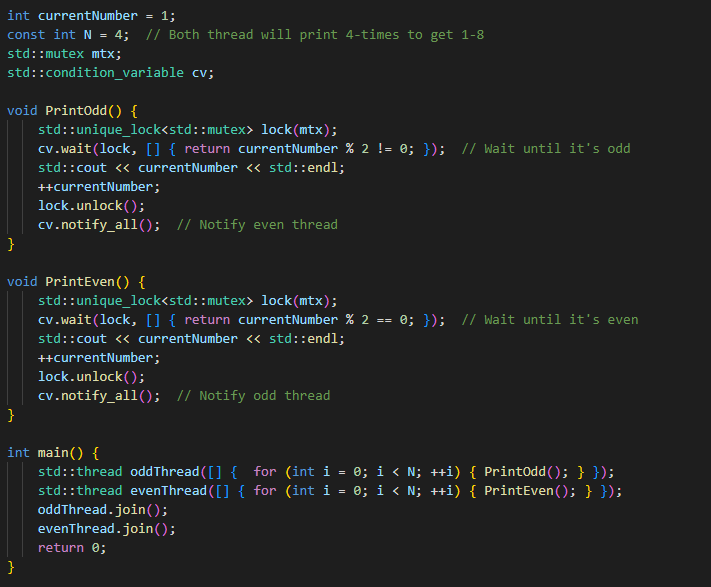 int currentNumber = 1;
const int N = 4;  // Both thread will print 4-times to get 1-8
std::mutex mtx;
std::condition_variable cv;

void PrintOdd() {
    std::unique_lock<std::mutex> lock(mtx);
    cv.wait(lock, [] { return currentNumber % 2 != 0; });  // Wait until it's odd
    std::cout << currentNumber << std::endl;
    ++currentNumber;
    lock.unlock();
    cv.notify_all();  // Notify even thread
}

void PrintEven() {
    std::unique_lock<std::mutex> lock(mtx);
    cv.wait(lock, [] { return currentNumber % 2 == 0; });  // Wait until it's even
    std::cout << currentNumber << std::endl;
    ++currentNumber;
    lock.unlock();
    cv.notify_all();  // Notify odd thread
}

int main() {
    std::thread oddThread([] {  for (int i = 0; i < N; ++i) { PrintOdd(); } });
    std::thread evenThread([] { for (int i = 0; i < N; ++i) { PrintEven(); } });
    oddThread.join();
    evenThread.join();
    return 0;
}